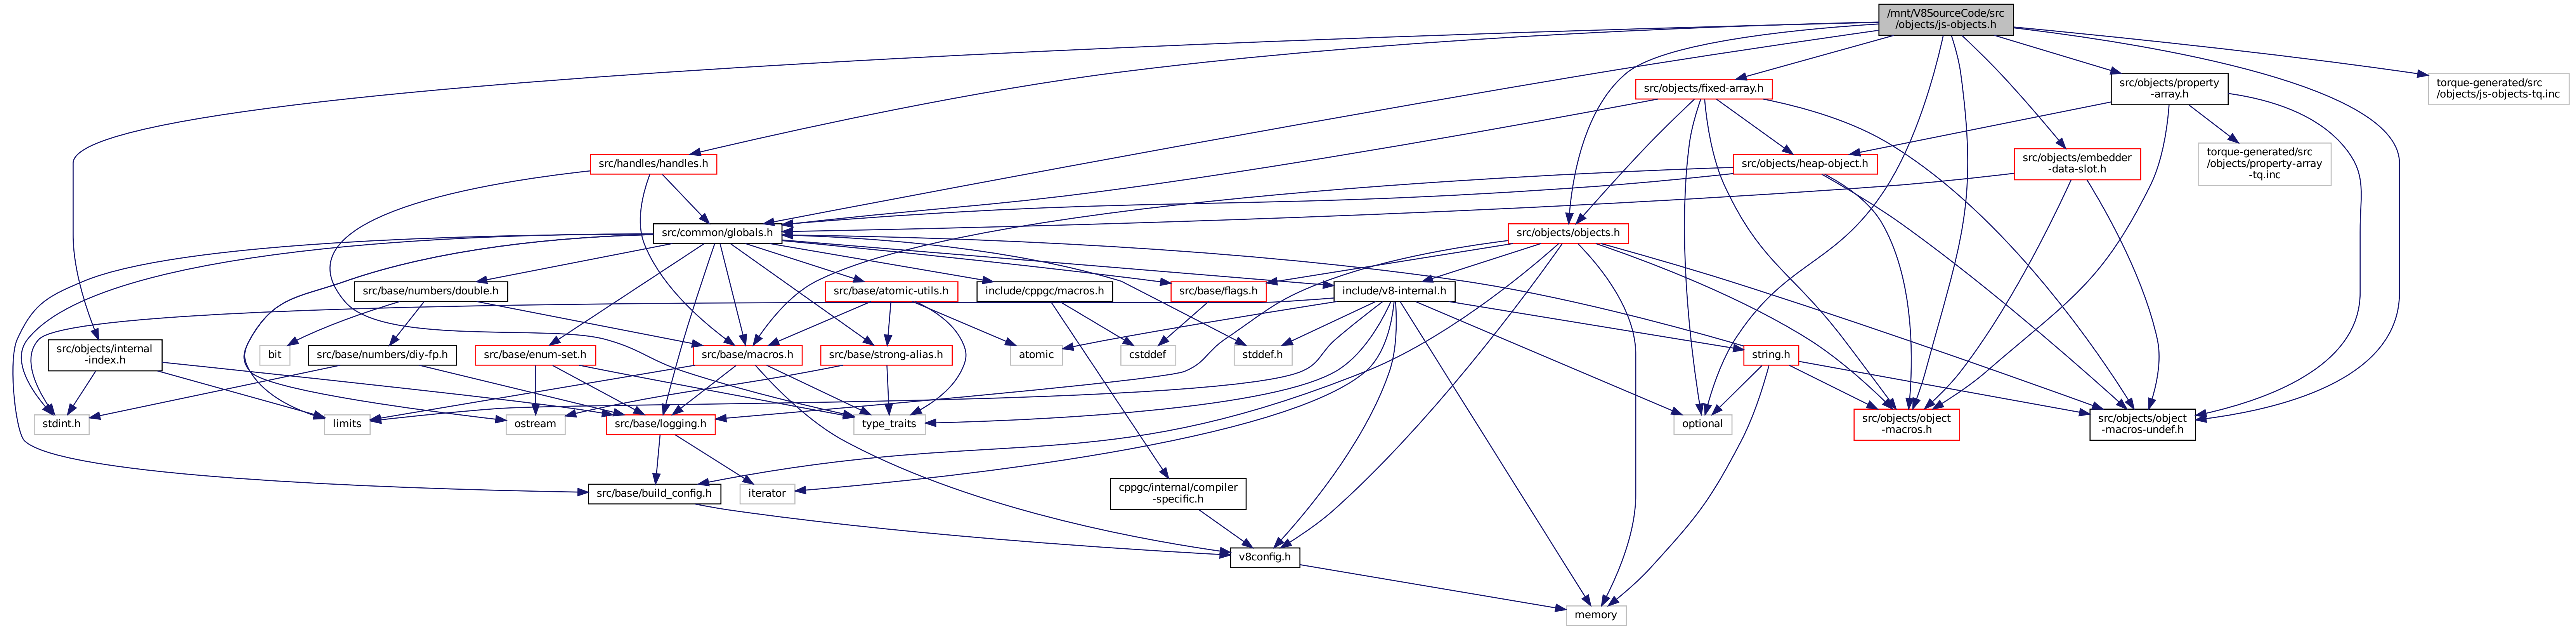 /mnt/V8SourceCode/src
/objects/js-objects.h
src/objects/fixed-array.h
src/objects/property
-array.h
torque-generated/src
/objects/js-objects-tq.inc
src/handles/handles.h
src/objects/heap-object.h
src/objects/embedder
-data-slot.h
torque-generated/src
/objects/property-array
-tq.inc
src/common/globals.h
src/objects/objects.h
src/base/numbers/double.h
src/base/atomic-utils.h
include/cppgc/macros.h
src/base/flags.h
include/v8-internal.h
src/objects/internal
-index.h
bit
src/base/numbers/diy-fp.h
src/base/enum-set.h
src/base/macros.h
src/base/strong-alias.h
atomic
cstddef
stddef.h
string.h
stdint.h
limits
ostream
src/base/logging.h
type_traits
optional
src/objects/object
-macros.h
src/objects/object
-macros-undef.h
src/base/build_config.h
iterator
cppgc/internal/compiler
-specific.h
v8config.h
memory